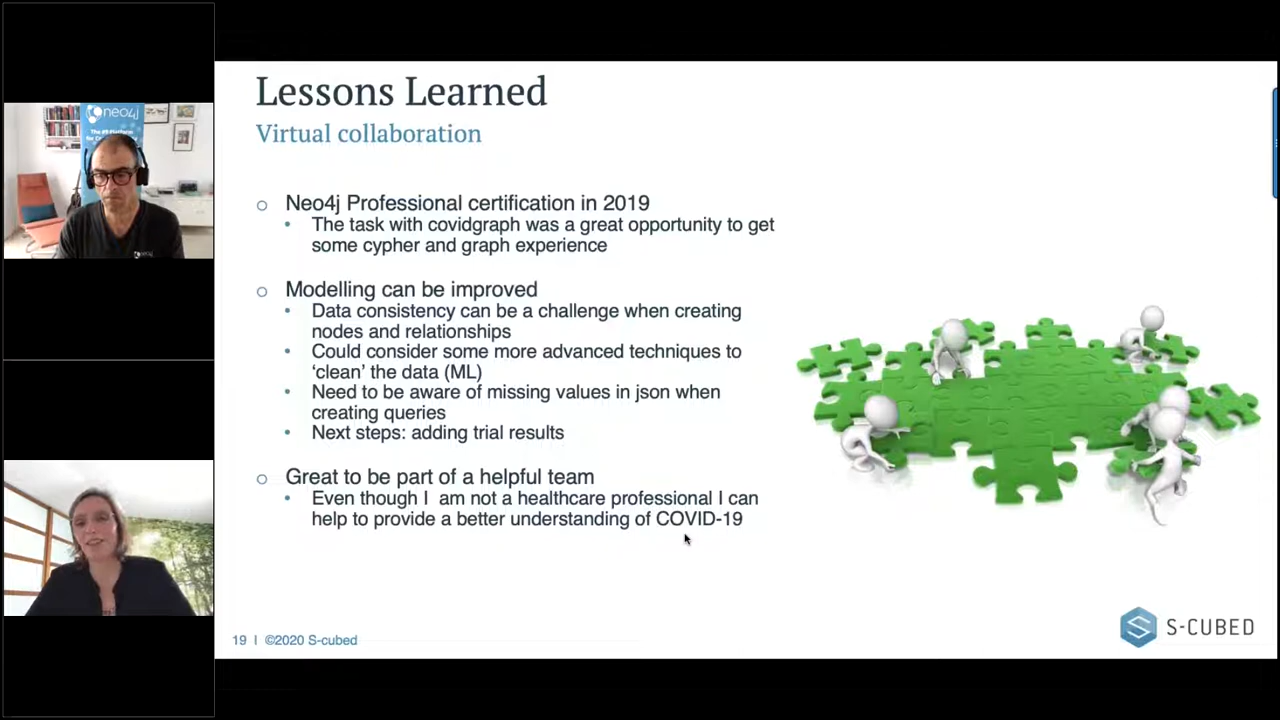 neo4j
The #1 Platform
Lessons Learned
Virtual collaboration
Neo4j Professional certification in 2019
The task with covidgraph was a great opportunity to get
some cypher and graph experience
Modelling can be improved
Data consistency can be a challenge when creating
nodes and relationships
Could consider some more advanced techniques to
‘clean’ the data (ML)
Need to be aware of missing values in json when
creating queries
Next steps: adding trial results
Great to be part of a helpful team
Even though I  am not a healthcare professional I can
help to provide a better understanding of COVID-19
19 | ©2020 S-cubed
S-CUBED